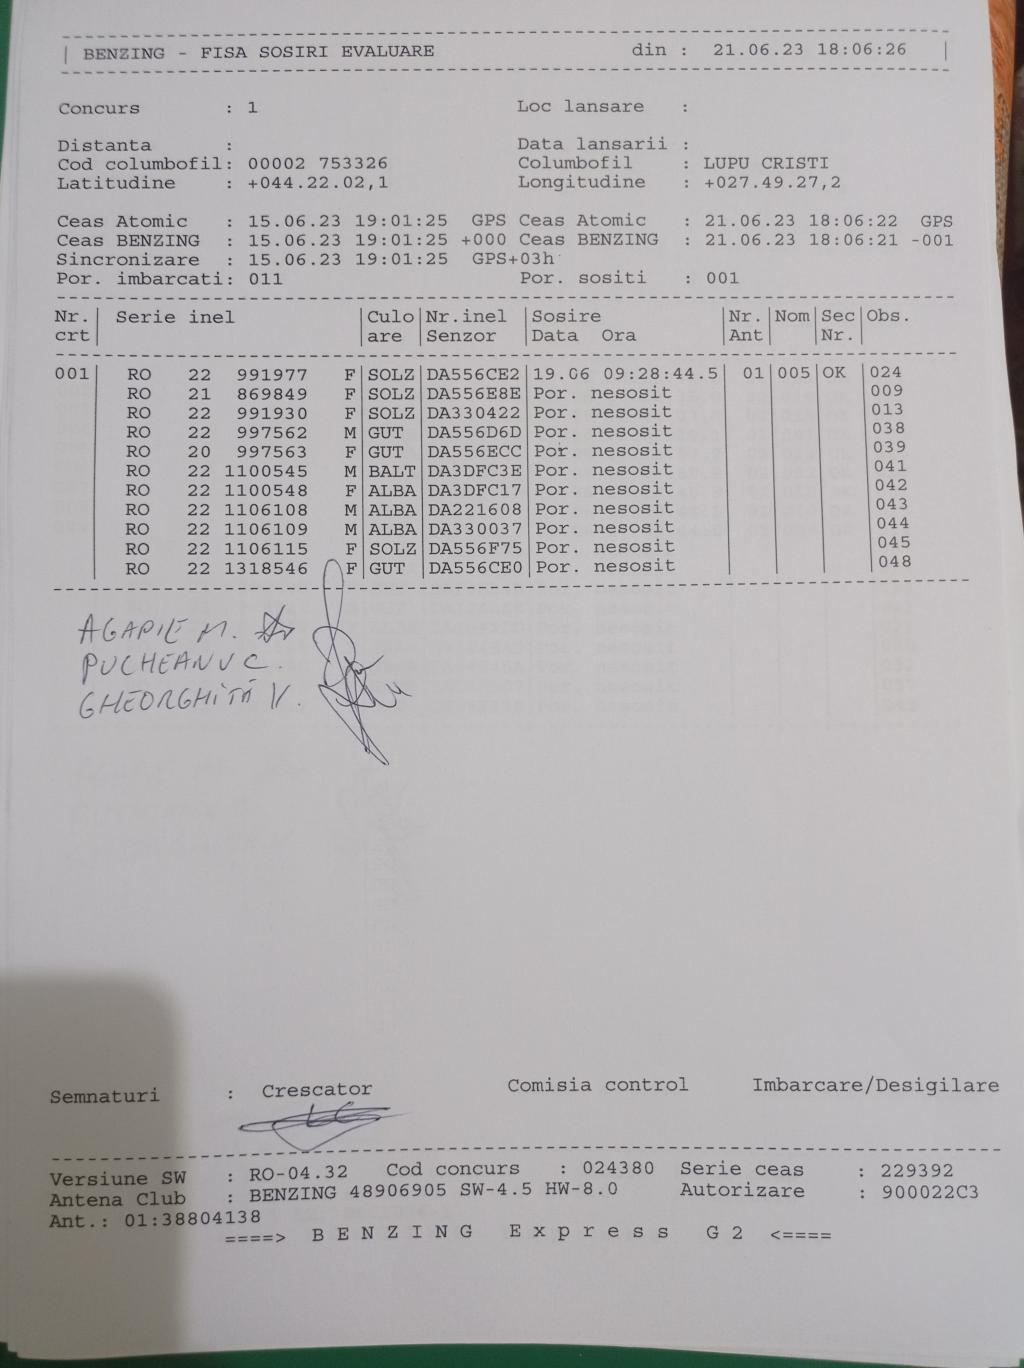 BENZING - FISA SOSIRI EVALUARE din : 21.06.23 18:06:26
Concurs : 1 Loc lansare :
Distanta : Data lansarii :
Cod columbofil: 00002 753326 Columbofil : LUPU CRISTI
Latitudine : +044.22.02,1 Longitudine : +027.49.27,2
Ceas Atomic : 15.06.23 19:01:25 GPS Ceas Atomic : 21.06.23 18:06:22 GPS
Ceas BENZING : 15.06.23 19:01:25 +000 Ceas BENZING : 21.06.23 18:06:21 -001
Sincronizare : 15.06.23 19:01:25 GPS+03h
Por. imbarcati: 011 Por. sositi : 001
Nr. | Serie inel | Culo | Nr.inel | Sosire | Nr. | Nom | Sec | Obs.
crt | | are | Senzor | Data Ora | Ant | | Nr. |
001 | RO 22 991977 F | SOLZ | DA556CE2 | 19.06 09:28:44.5 | 01 | 005 | OK | 024
RO 21 869849 F | SOLZ | DA556E8E | Por. nesosit | 009
RO 22 991930 F | SOLZ | DA330422 | Por. nesosit | 013
RO 22 997562 M | GUT | DA556D6D | Por. nesosit | 038
RO 20 997563 F | GUT | DA556ECC | Por. nesosit | 039
RO 22 1100545 M | BALT | DA3DFC3E | Por. nesosit | 041
RO 22 1100548 F | ALBA | DA3DFC17 | Por. nesosit | 042
RO 22 1106108 M | ALBA | DA221608 | Por. nesosit | 043
RO 22 1106109 M | ALBA | DA330037 | Por. nesosit | 044
RO 22 1106115 F | SOLZ | DA556F75 | Por. nesosit | 045
RO 22 1318546 F | GUT | DA556CE0 | Por. nesosit | 048
AGAPIE M.
PUCHEANU C.
GHEORGHITĂ V.
Semnaturi : Crescator Comisia control Imbarcare/Desigilare
Versiune SW : RO-04.32 Cod concurs : 024380 Serie ceas : 229392
Antena Club : BENZING 48906905 SW-4.5 HW-8.0 Autorizare : 900022C3
Ant.: 01:38804138
====> B E N Z I N G E x p r e s s G 2 <====